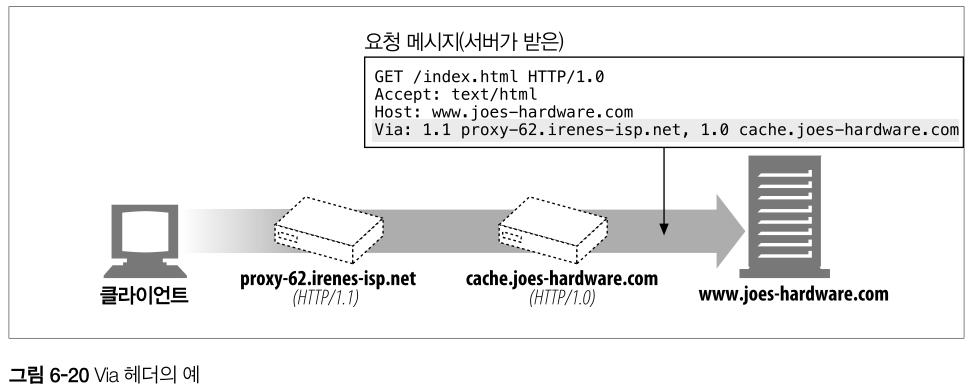 요청 메시지(서버가 받은)
GET /index.html HTTP/1.0
Accept: text/html
Host: www.joes-hardware.com
Via: 1.1 proxy-62.irenes-isp.net, 1.0 cache.joes-hardware.com
클라이언트
proxy-62.irenes-isp.net
(HTTP/1.1)
cache.joes-hardware.com
(HTTP/1.0)
www.joes-hardware.com
그림 6-20 Via 헤더의 예